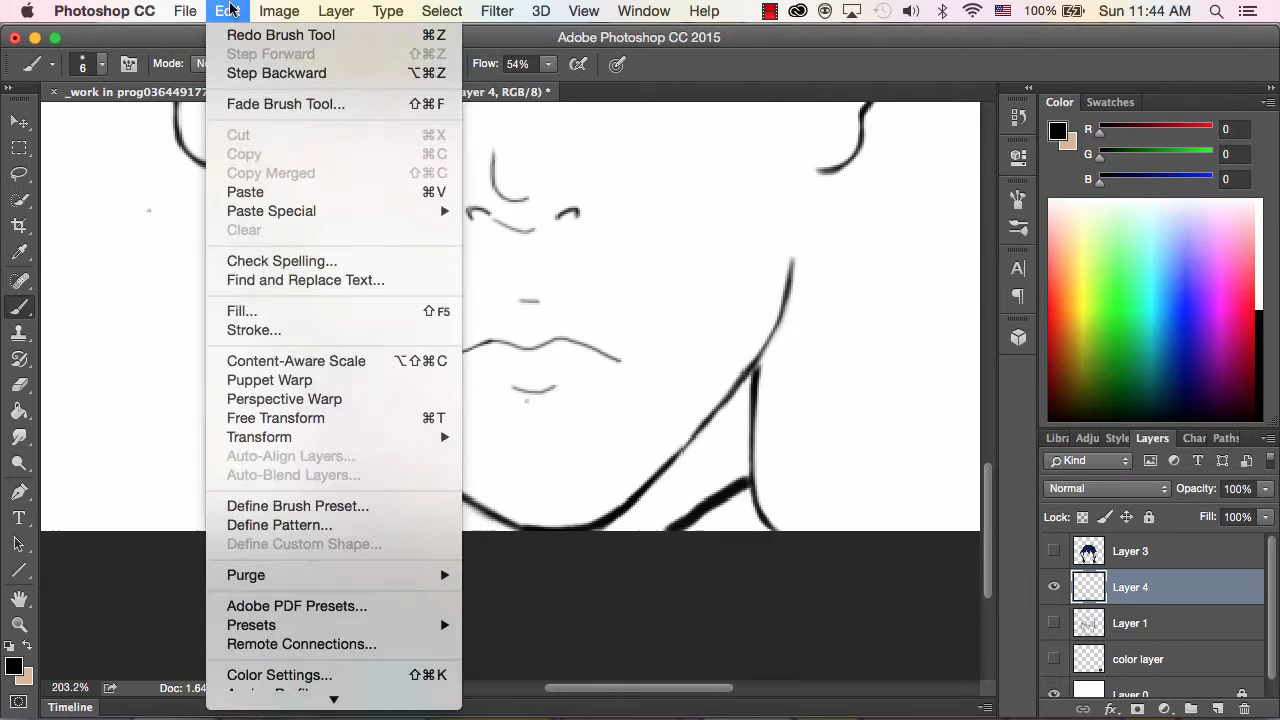 Photoshop CC File Edit Image Layer Type Select Filter 3D View Window Help 100% Sun 11:44 AM
Adobe Photoshop CC 2015
6 Mode: Flow: 54%
_work in prog036449177 ayer 4, RGB/8) *
Redo Brush Tool ⌘Z
Step Forward ⇧⌘Z
Step Backward ⌥⌘Z
Fade Brush Tool... ⇧⌘F
Cut ⌘X
Copy ⌘C
Copy Merged ⇧⌘C
Paste ⌘V
Paste Special
Clear
Check Spelling...
Find and Replace Text...
Fill... ⇧F5
Stroke...
Content-Aware Scale ⌥⇧⌘C
Puppet Warp
Perspective Warp
Free Transform ⌘T
Transform
Auto-Align Layers...
Auto-Blend Layers...
Define Brush Preset...
Define Pattern...
Define Custom Shape...
Purge
Adobe PDF Presets...
Presets
Remote Connections...
Color Settings... ⇧⌘K
Color Swatches
R 0
G 0
B 0
Libra Adju Style Layers Char Paths
Kind
Normal Opacity: 100%
Lock: Fill: 100%
Layer 3
Layer 4
Layer 1
color layer
Layer 0
203.2% Doc: 1.64
Timeline